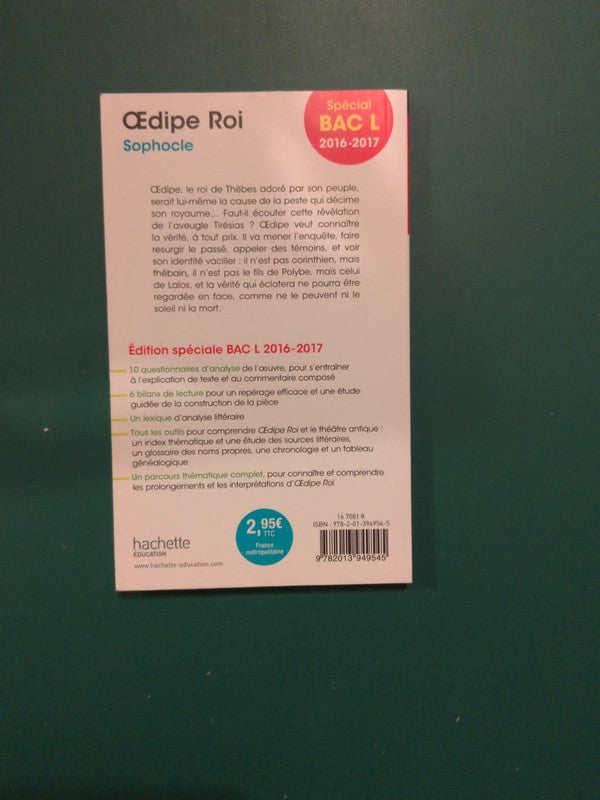 Œdipe Roi
Sophocle
Spécial
BAC L
2016-2017
Œdipe, le roi de Thèbes adoré par son peuple,
serait lui-même la cause de la peste qui décime
son royaume... Faut-il écouter cette révélation
de l'aveugle Tirésias ? Œdipe veut connaître
la vérité, à tout prix. Il va mener l'enquête, faire
resurgir le passé, appeler des témoins, et voir
son identité vaciller : il n'est pas corinthien, mais
thébain, il n'est pas le fils de Polybe, mais celui
de Laïos, et la vérité qui éclatera ne pourra être
regardée en face, comme ne le peuvent ni le
soleil ni la mort.
Édition spéciale BAC L 2016-2017
10 questionnaires d'analyse de l'œuvre, pour s'entraîner
à l'explication de texte et au commentaire composé
6 bilans de lecture pour un repérage efficace et une étude
guidée de la construction de la pièce
Un lexique d'analyse littéraire
Tous les outils pour comprendre Œdipe Roi et le théâtre antique :
un index thématique et une étude des sources littéraires,
un glossaire des noms propres, une chronologie et un tableau
généalogique
Un parcours thématique complet, pour connaître et comprendre
les prolongements et les interprétations d'Œdipe Roi
hachette
ÉDUCATION
www.hachette-education.com
2,95€
TTC
France
métropolitaine
16 7081 8
ISBN : 978-2-01-394954-5
9 782013 949545